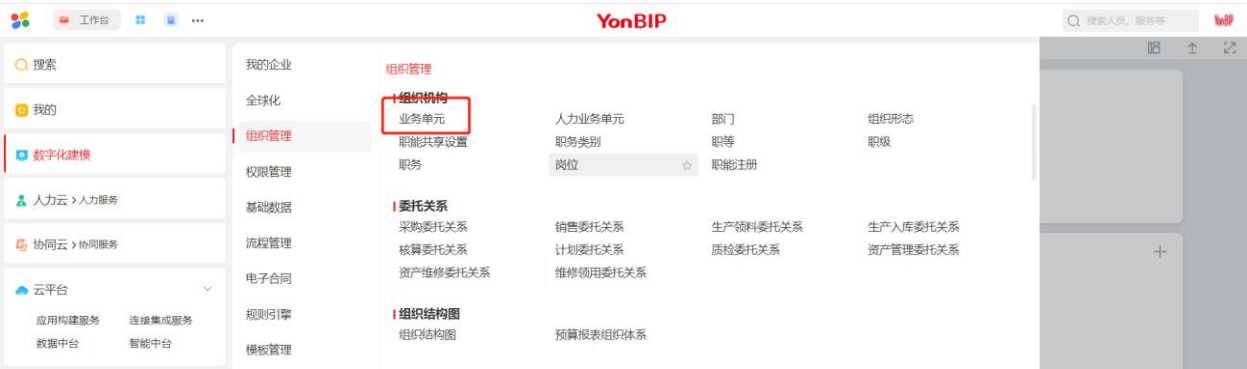 工作台 YonBIP 搜索人员、服务等 YonBIP
搜索
我的
数字化建模
人力云 > 人力服务
协同云 > 协同服务
云平台
应用构建服务 连接集成服务
数据中台 智能中台
我的企业
全球化
组织管理
权限管理
基础数据
流程管理
电子合同
规则引擎
模板管理
组织管理
组织机构
业务单元 人力业务单元 部门 组织形态
职能共享设置 职务类别 职等 职级
职务 岗位 职能注册
委托关系
采购委托关系 销售委托关系 生产领料委托关系 生产入库委托关系
核算委托关系 计划委托关系 质检委托关系 资产管理委托关系
资产维修委托关系 维修领用委托关系
组织结构图
组织结构图 预算报表组织体系